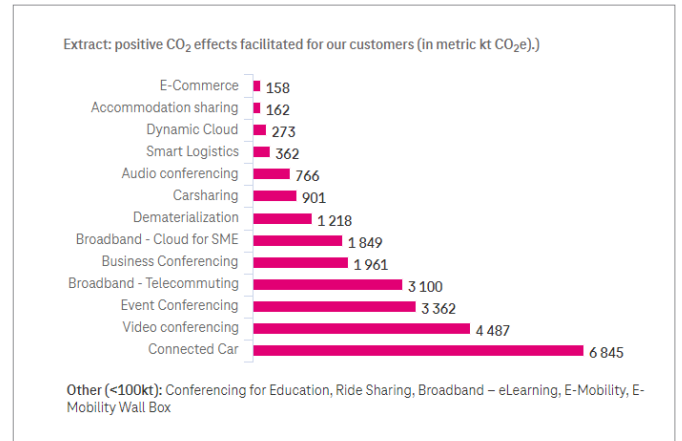 Extract: positive CO₂ effects facilitated for our customers (in metric kt CO₂e).)
E-Commerce 158
Accommodation sharing 162
Dynamic Cloud 273
Smart Logistics 362
Audio conferencing 766
Carsharing 901
Dematerialization 1 218
Broadband - Cloud for SME 1 849
Business Conferencing 1 961
Broadband - Telecommuting 3 100
Event Conferencing 3 362
Video conferencing 4 487
Connected Car 6 845
Other (<100kt): Conferencing for Education, Ride Sharing, Broadband – eLearning, E-Mobility, E-
Mobility Wall Box